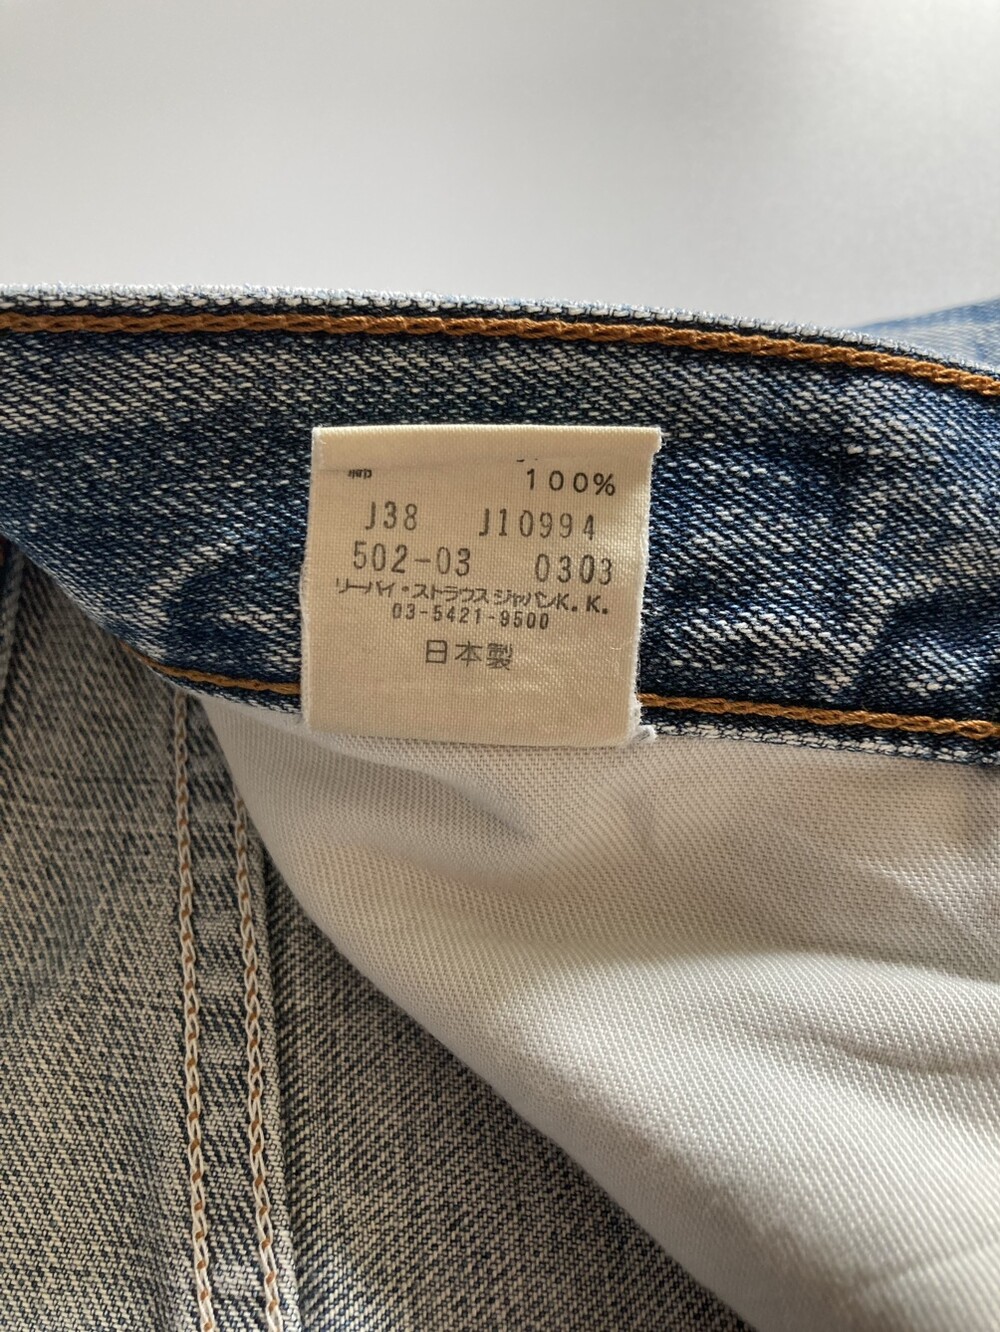 綿 100%
J38 J10994
502-03 0303
リーバイ・ストラウスジャパンK.K.
03-5421-9500
日本製